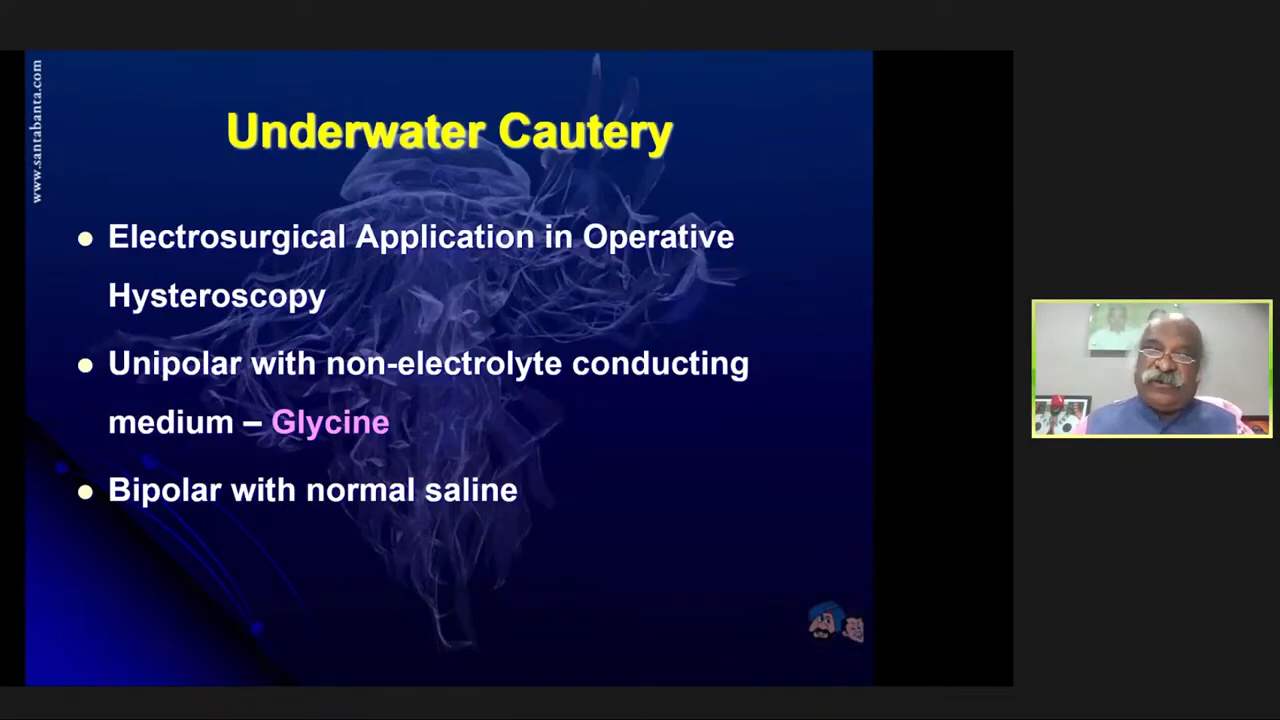 www.santabanta.com
Underwater Cautery
Electrosurgical Application in Operative
Hysteroscopy
Unipolar with non-electrolyte conducting
medium – Glycine
Bipolar with normal saline